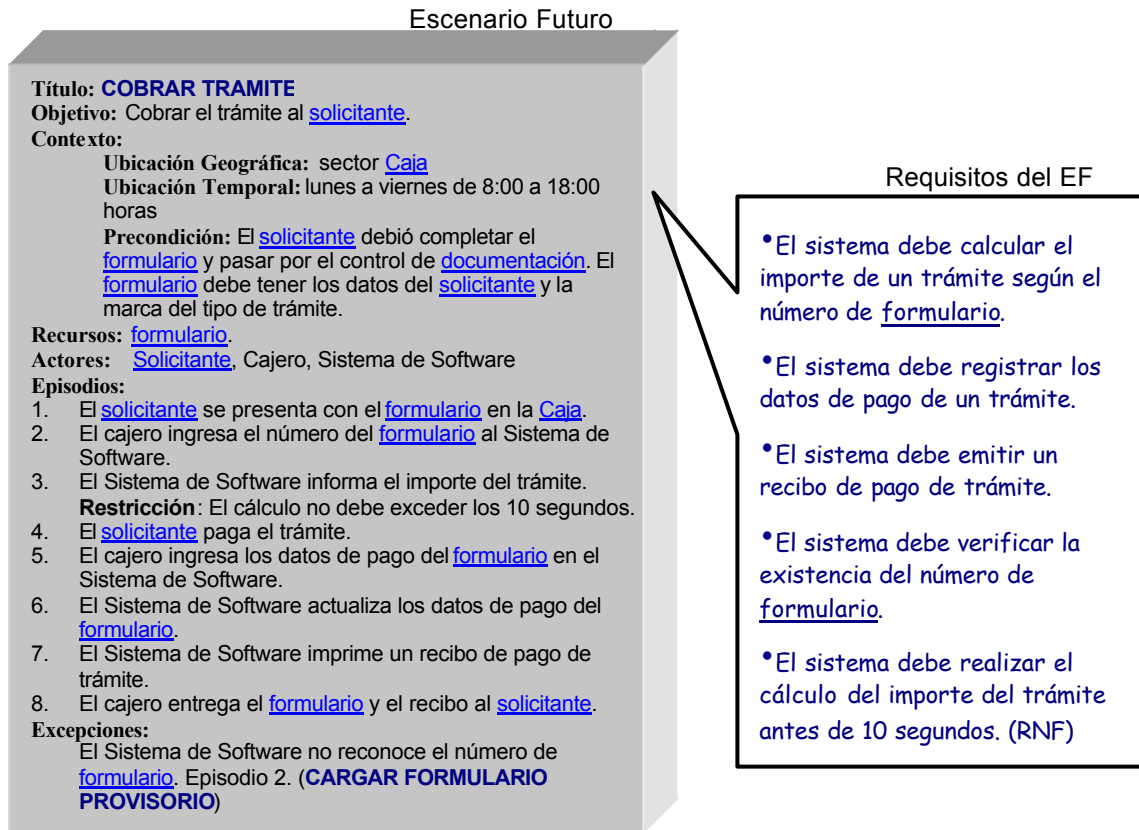 Escenario Futuro
Título: COBRAR TRAMITE
Objetivo: Cobrar el trámite al solicitante.
Contexto:
Ubicación Geográfica: sector Caja
Ubicación Temporal: lunes a viernes de 8:00 a 18:00
horas
Precondición: El solicitante debió completar el
formulario y pasar por el control de documentación. El
formulario debe tener los datos del solicitante y la
marca del tipo de trámite.
Recursos: formulario.
Actores: Solicitante, Cajero, Sistema de Software
Episodios:
1. El solicitante se presenta con el formulario en la Caja.
2. El cajero ingresa el número del formulario al Sistema de
Software.
3. El Sistema de Software informa el importe del trámite.
Restricción: El cálculo no debe exceder los 10 segundos.
4. El solicitante paga el trámite.
5. El cajero ingresa los datos de pago del formulario en el
Sistema de Software.
6. El Sistema de Software actualiza los datos de pago del
formulario.
7. El Sistema de Software imprime un recibo de pago de
trámite.
8. El cajero entrega el formulario y el recibo al solicitante.
Excepciones:
El Sistema de Software no reconoce el número de
formulario. Episodio 2. (CARGAR FORMULARIO
PROVISORIO)
Requisitos del EF
•El sistema debe calcular el
importe de un trámite según el
número de formulario.
•El sistema debe registrar los
datos de pago de un trámite.
•El sistema debe emitir un
recibo de pago de trámite.
•El sistema debe verificar la
existencia del número de
formulario.
•El sistema debe realizar el
cálculo del importe del trámite
antes de 10 segundos. (RNF)